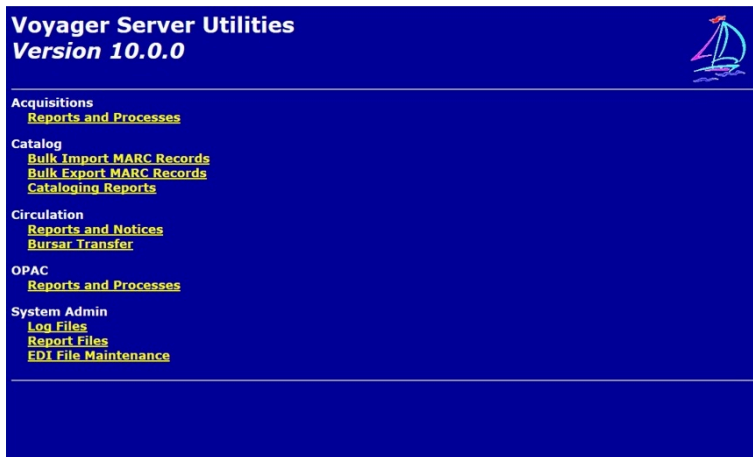 Voyager Server Utilities
Version 10.0.0
Acquisitions
Reports and Processes
Catalog
Bulk Import MARC Records
Bulk Export MARC Records
Cataloging Reports
Circulation
Reports and Notices
Bursar Transfer
OPAC
Reports and Processes
System Admin
Log Files
Report Files
EDI File Maintenance